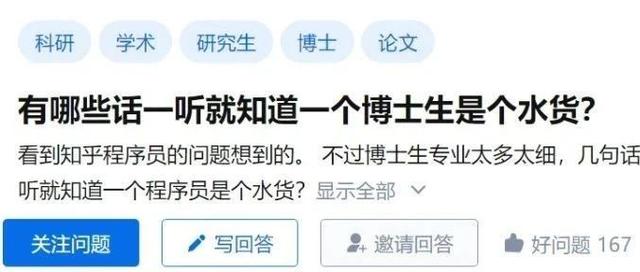 科研 学术 研究生 博士 论文
有哪些话一听就知道一个博士生是个水货?
看到知乎程序员的问题想到的。 不过博士生专业太多太细，几句话
听就知道一个程序员是个水货? 显示全部
关注问题 写回答 邀请回答 好问题 167